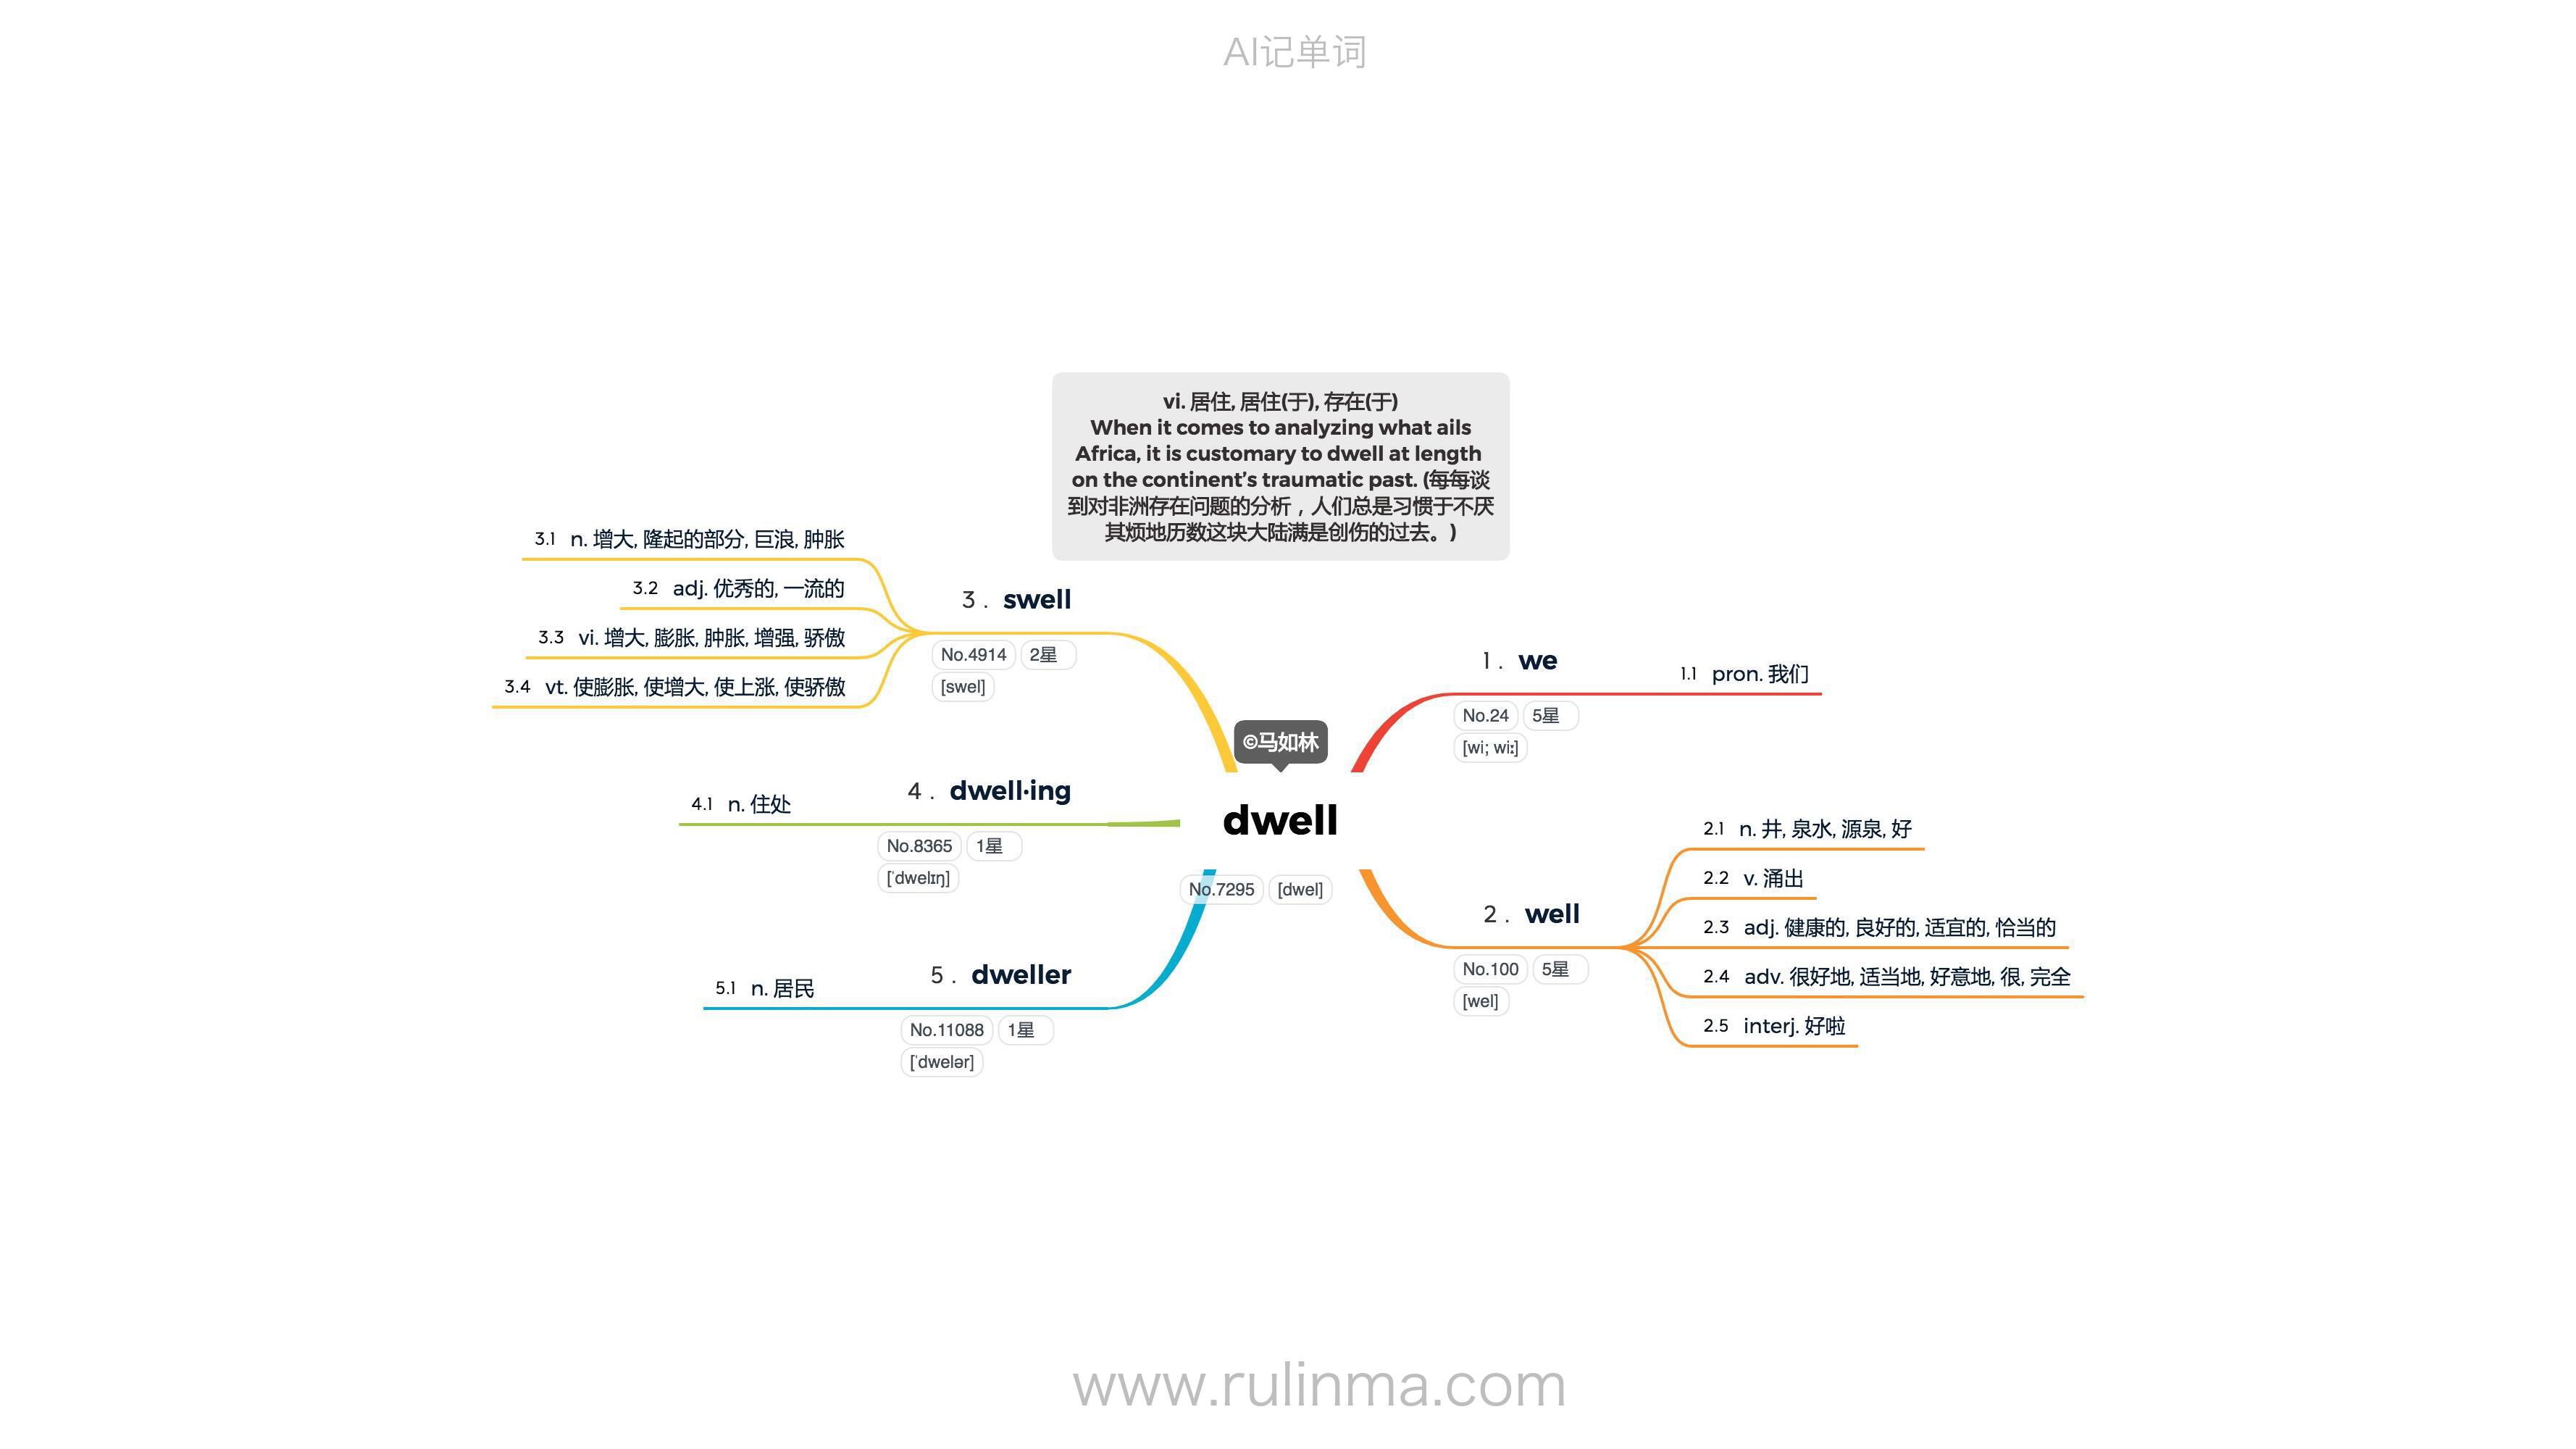 AI记单词
vi. 居住, 居住(于), 存在(于)
When it comes to analyzing what ails
Africa, it is customary to dwell at length
on the continent’s traumatic past. (每每谈
到对非洲存在问题的分析，人们总是习惯于不厌
其烦地历数这块大陆满是创伤的过去。)
©马如林
dwell
No.7295 [dwel]
1. we
No.24 5星
[wi; wiː]
1.1 pron. 我们
2. well
No.100 5星
[wel]
2.1 n. 井, 泉水, 源泉, 好
2.2 v. 涌出
2.3 adj. 健康的, 良好的, 适宜的, 恰当的
2.4 adv. 很好地, 适当地, 好意地, 很, 完全
2.5 interj. 好啦
3. swell
No.4914 2星
[swel]
3.1 n. 增大, 隆起的部分, 巨浪, 肿胀
3.2 adj. 优秀的, 一流的
3.3 vi. 增大, 膨胀, 肿胀, 增强, 骄傲
3.4 vt. 使膨胀, 使增大, 使上涨, 使骄傲
4. dwell·ing
No.8365 1星
[ˈdwelɪŋ]
4.1 n. 住处
5. dweller
No.11088 1星
[ˈdwelər]
5.1 n. 居民
www.rulinma.com